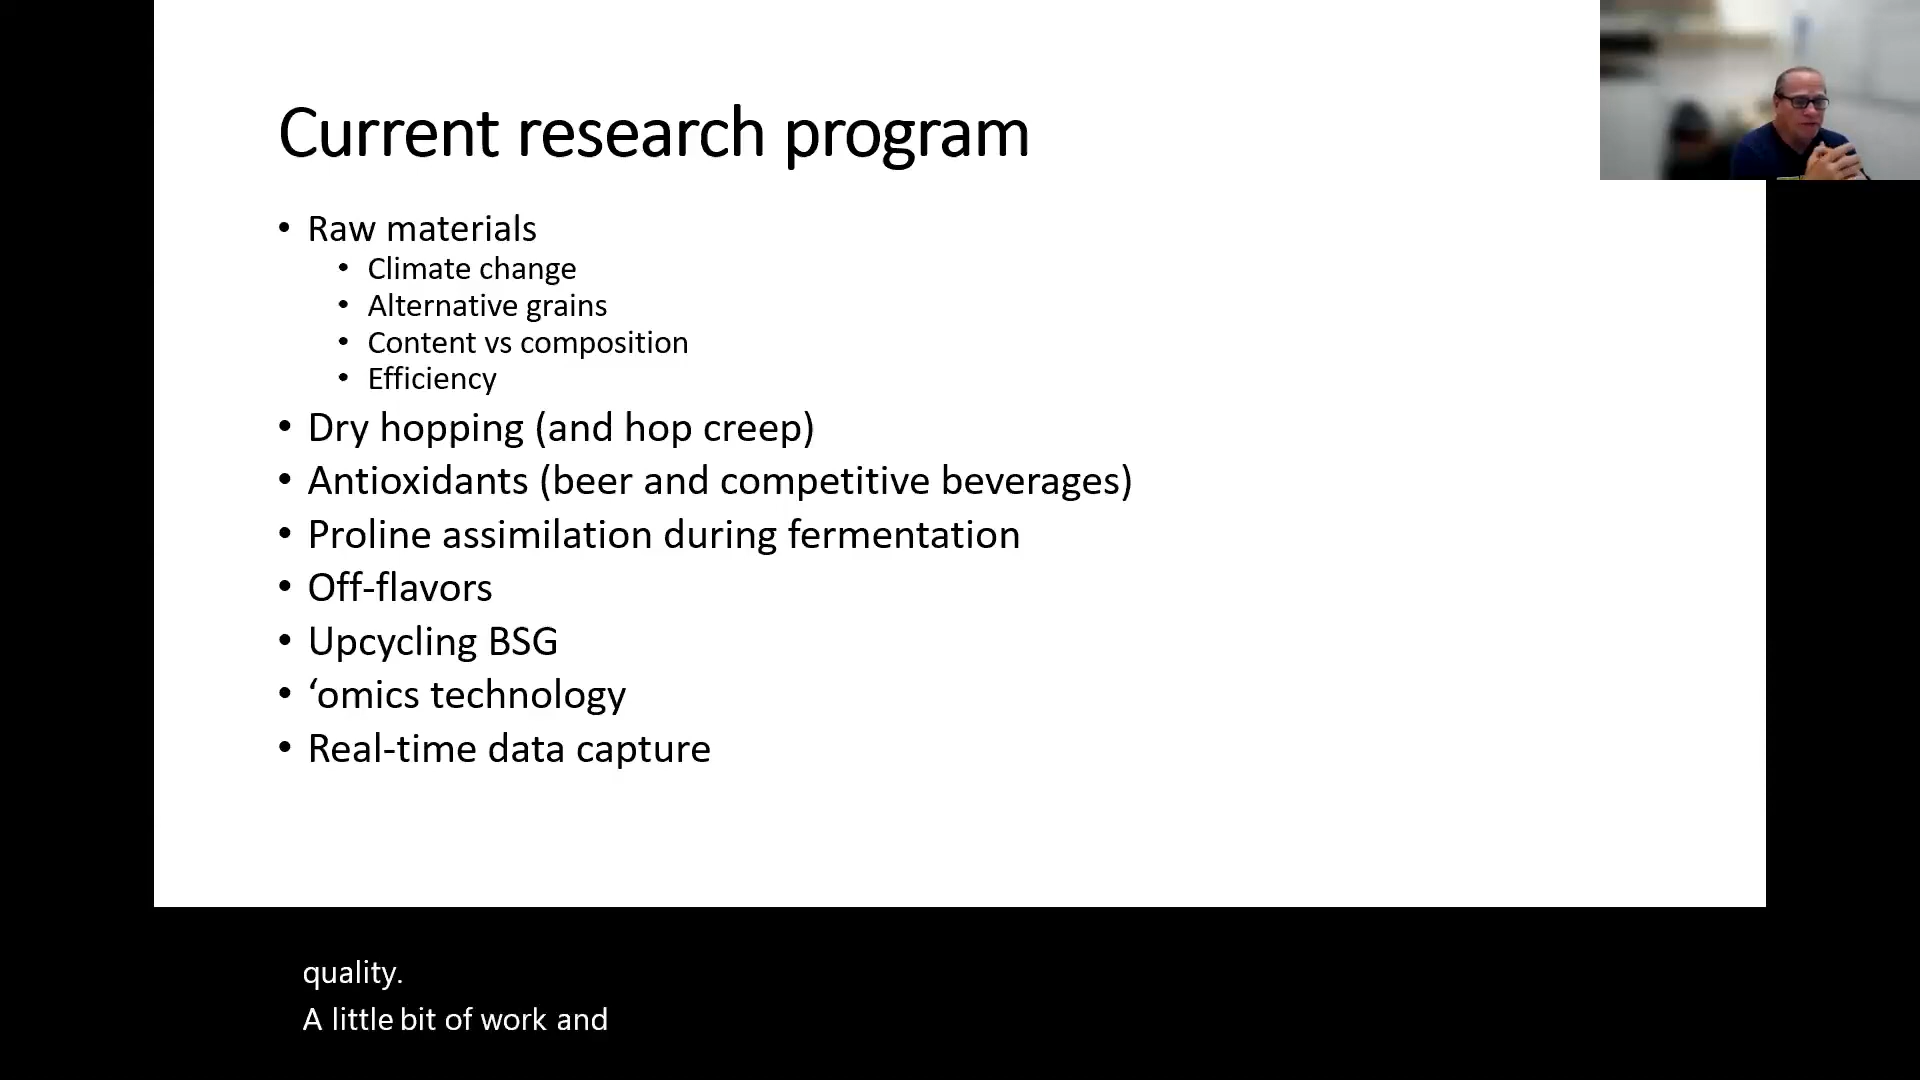 Current research program
• Raw materials
• Climate change
• Alternative grains
• Content vs composition
• Efficiency
• Dry hopping (and hop creep)
• Antioxidants (beer and competitive beverages)
• Proline assimilation during fermentation
• Off-flavors
• Upcycling BSG
• ‘omics technology
• Real-time data capture
quality.
A little bit of work and